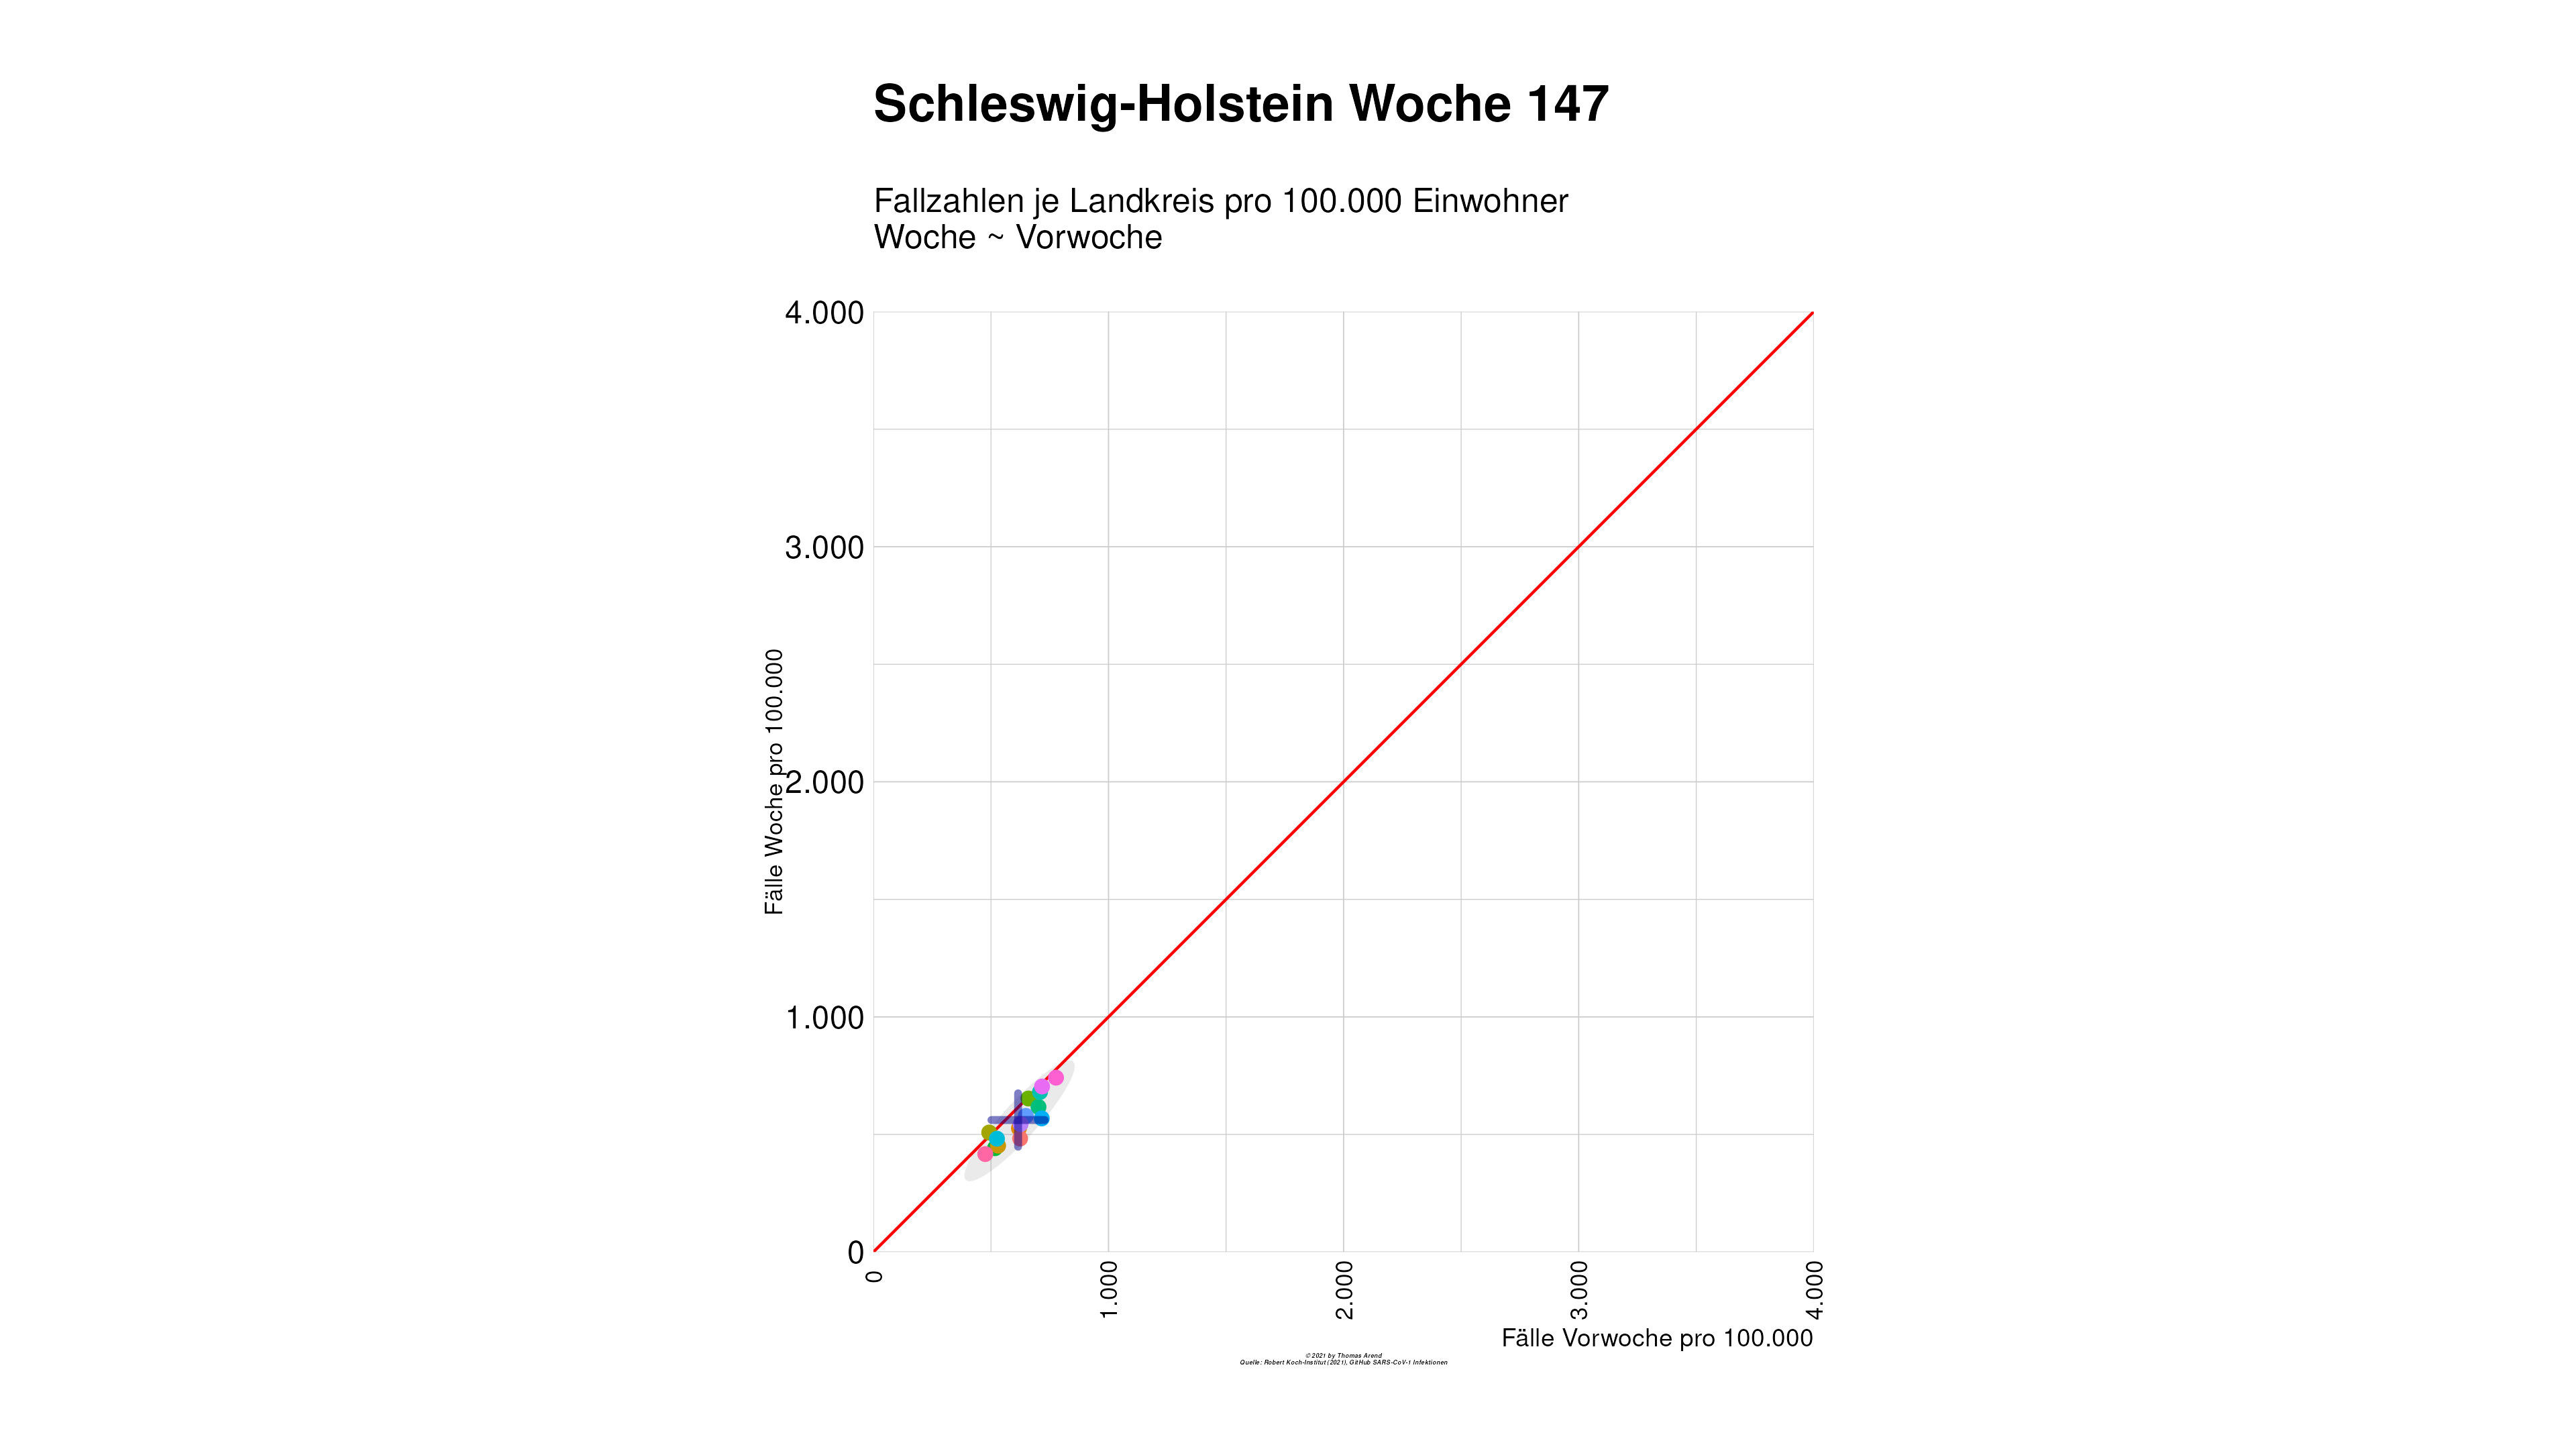 Schleswig-Holstein Woche 147
Fallzahlen je Landkreis pro 100.000 Einwohner
Woche ~ Vorwoche
4.000
3.000
2.000
1.000
0
Fälle Woche pro 100.000
0
1.000
2.000
3.000
4.000
Fälle Vorwoche pro 100.000
© 2021 by Thomas Arend
Quelle: Robert Koch-Institut (2021), GitHub SARS-CoV-1 Infektionen